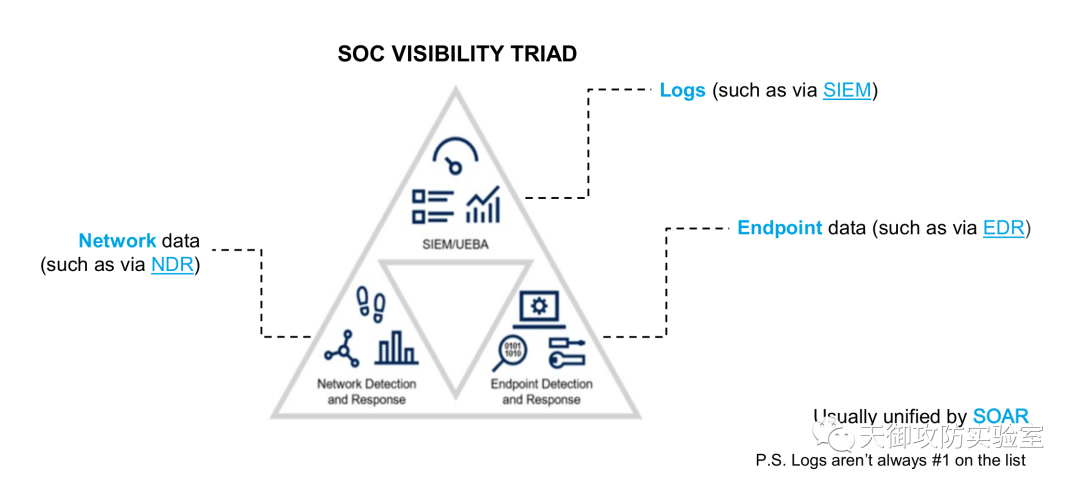 SOC VISIBILITY TRIAD
Logs (such as via SIEM)
SIEM/UEBA
Endpoint data (such as via EDR)
Network data
(such as via NDR)
0101
1010
Network Detection
and Response
Endpoint Detection
and Response
Usually unified by SOAR
天御攻防实验室
P.S. Logs aren't always #1 on the list